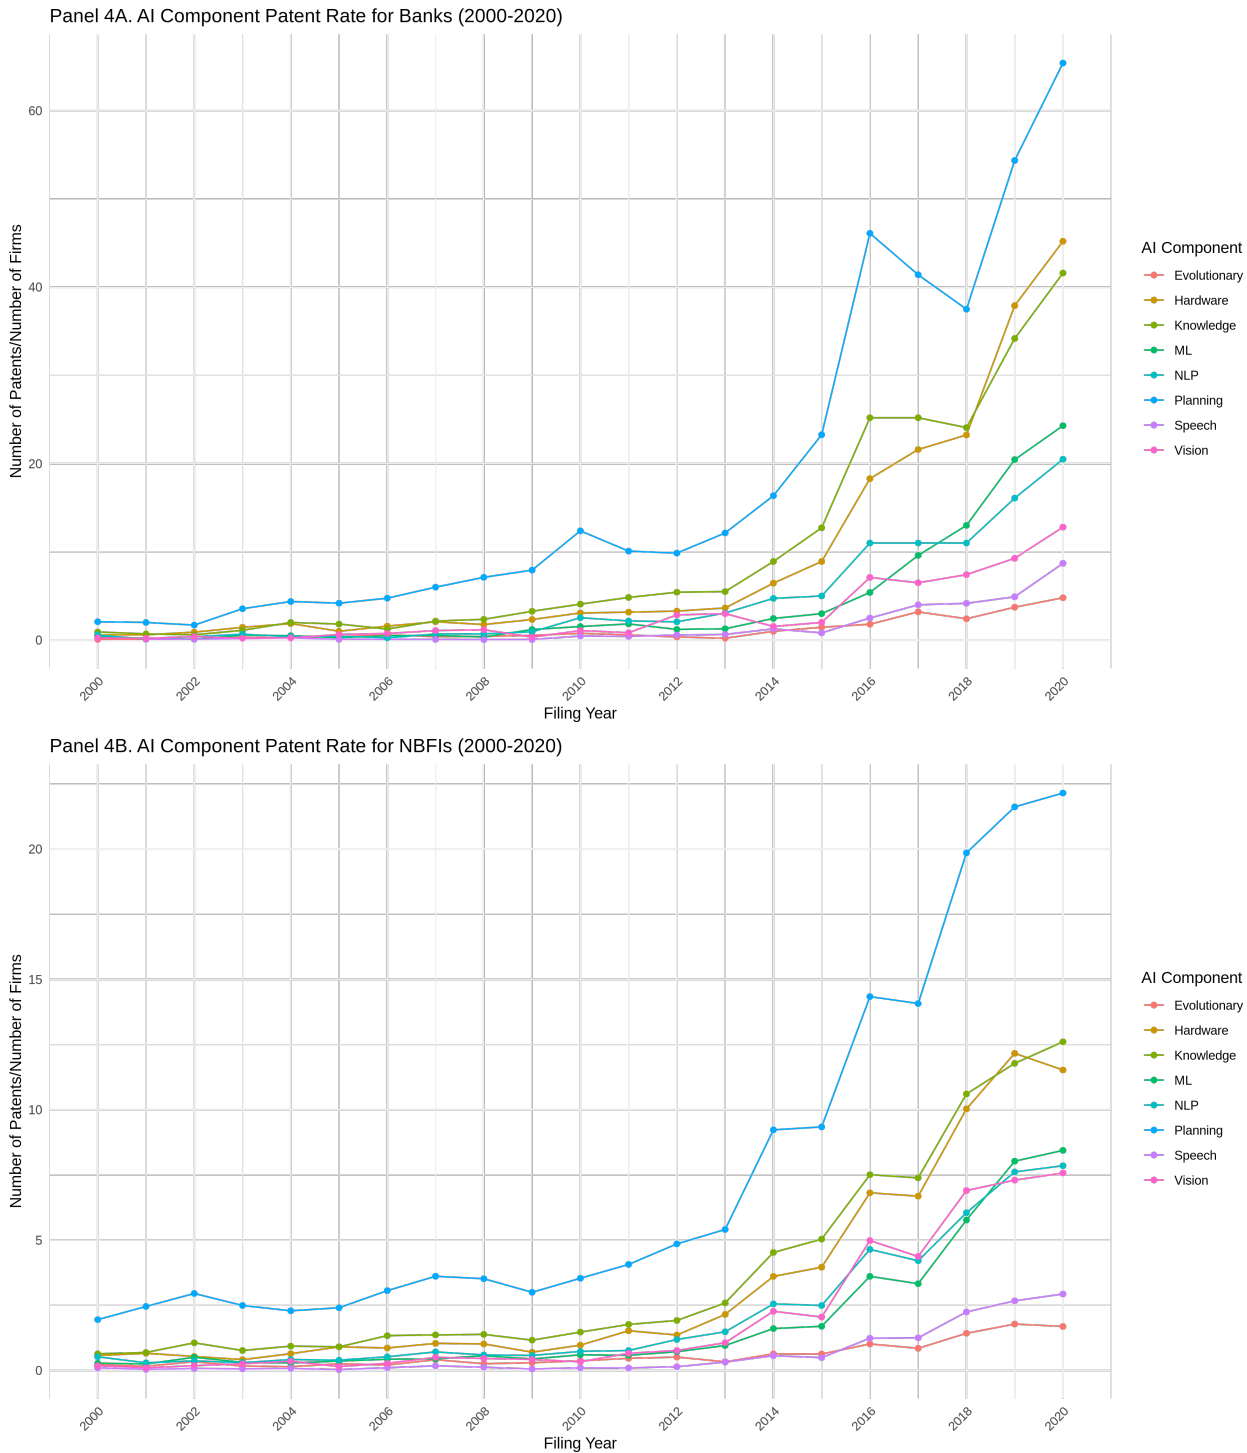 Panel 4A. AI Component Patent Rate for Banks (2000-2020)
Number of Patents/Number of Firms
60
40
20
0
2000
2002
2004
2006
2008
2010
2012
2014
2016
2018
2020
Filing Year
AI Component
Evolutionary
Hardware
Knowledge
ML
NLP
Planning
Speech
Vision
Panel 4B. AI Component Patent Rate for NBFIs (2000-2020)
Number of Patents/Number of Firms
20
15
10
5
0
2000
2002
2004
2006
2008
2010
2012
2014
2016
2018
2020
Filing Year
AI Component
Evolutionary
Hardware
Knowledge
ML
NLP
Planning
Speech
Vision